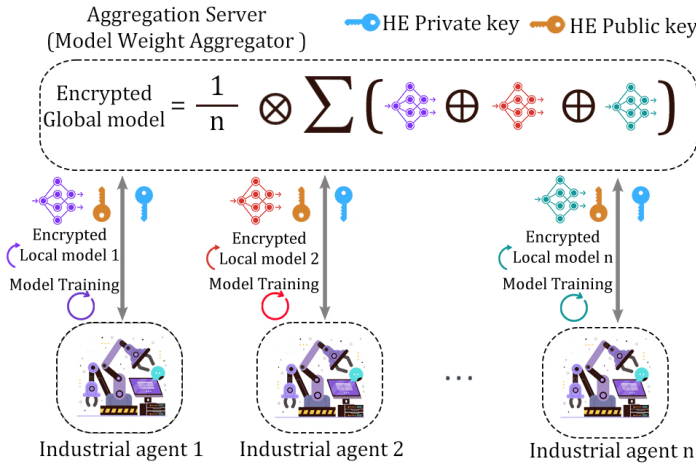 Aggregation Server
(Model Weight Aggregator )
HE Private key
HE Public key
Encrypted
Global model
= 1/n ⊗ ∑ ( ⊕ ⊕ )
Encrypted
Local model 1
Model Training
Encrypted
Local model 2
Model Training
Encrypted
Local model n
Model Training
...
Industrial agent 1
Industrial agent 2
Industrial agent n